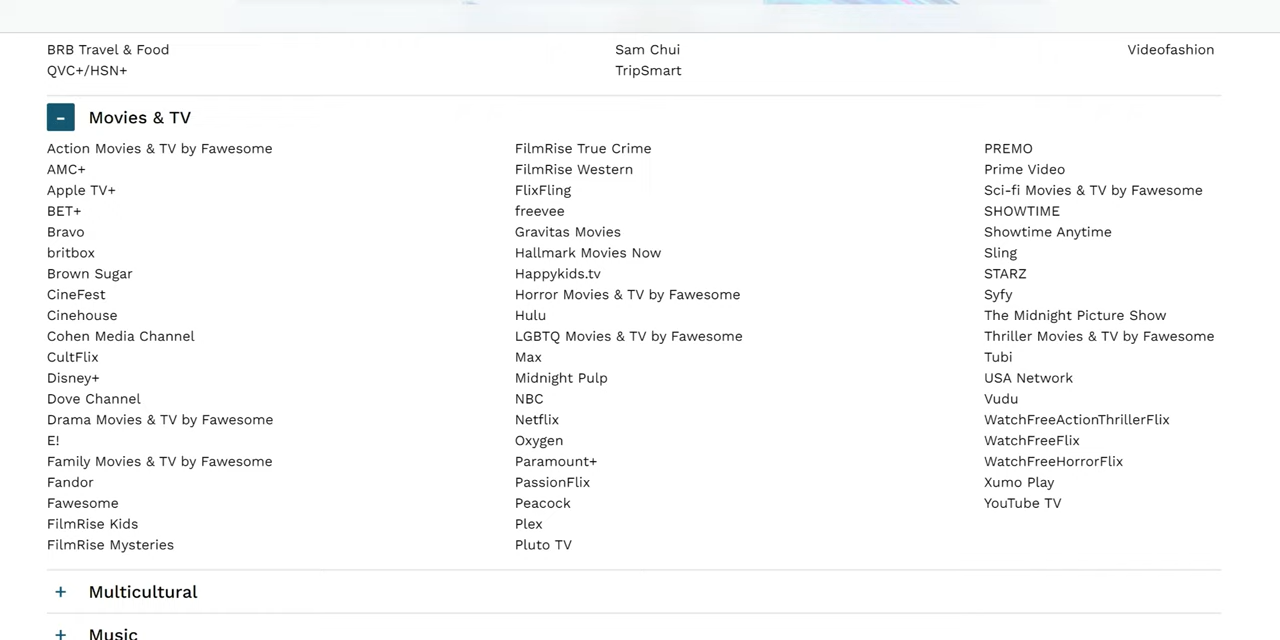 BRB Travel & Food
QVC+/HSN+
Sam Chui
TripSmart
Videofashion
– Movies & TV
Action Movies & TV by Fawesome
AMC+
Apple TV+
BET+
Bravo
britbox
Brown Sugar
CineFest
Cinehouse
Cohen Media Channel
CultFlix
Disney+
Dove Channel
Drama Movies & TV by Fawesome
E!
Family Movies & TV by Fawesome
Fandor
Fawesome
FilmRise Kids
FilmRise Mysteries
FilmRise True Crime
FilmRise Western
FlixFling
freevee
Gravitas Movies
Hallmark Movies Now
Happykids.tv
Horror Movies & TV by Fawesome
Hulu
LGBTQ Movies & TV by Fawesome
Max
Midnight Pulp
NBC
Netflix
Oxygen
Paramount+
PassionFlix
Peacock
Plex
Pluto TV
PREMO
Prime Video
Sci-fi Movies & TV by Fawesome
SHOWTIME
Showtime Anytime
Sling
STARZ
Syfy
The Midnight Picture Show
Thriller Movies & TV by Fawesome
Tubi
USA Network
Vudu
WatchFreeActionThrillerFlix
WatchFreeFlix
WatchFreeHorrorFlix
Xumo Play
YouTube TV
+ Multicultural
+ Music